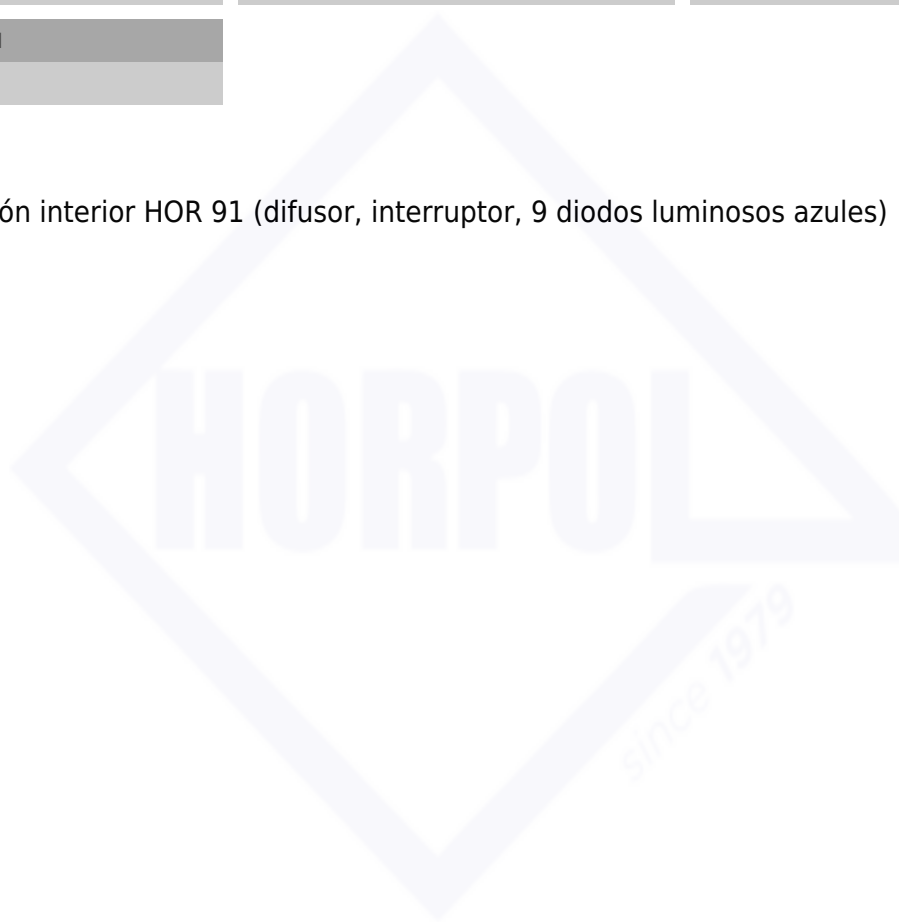 ón interior HOR 91 (difusor, interruptor, 9 diodos luminosos azules)
HORPOL
since 1979